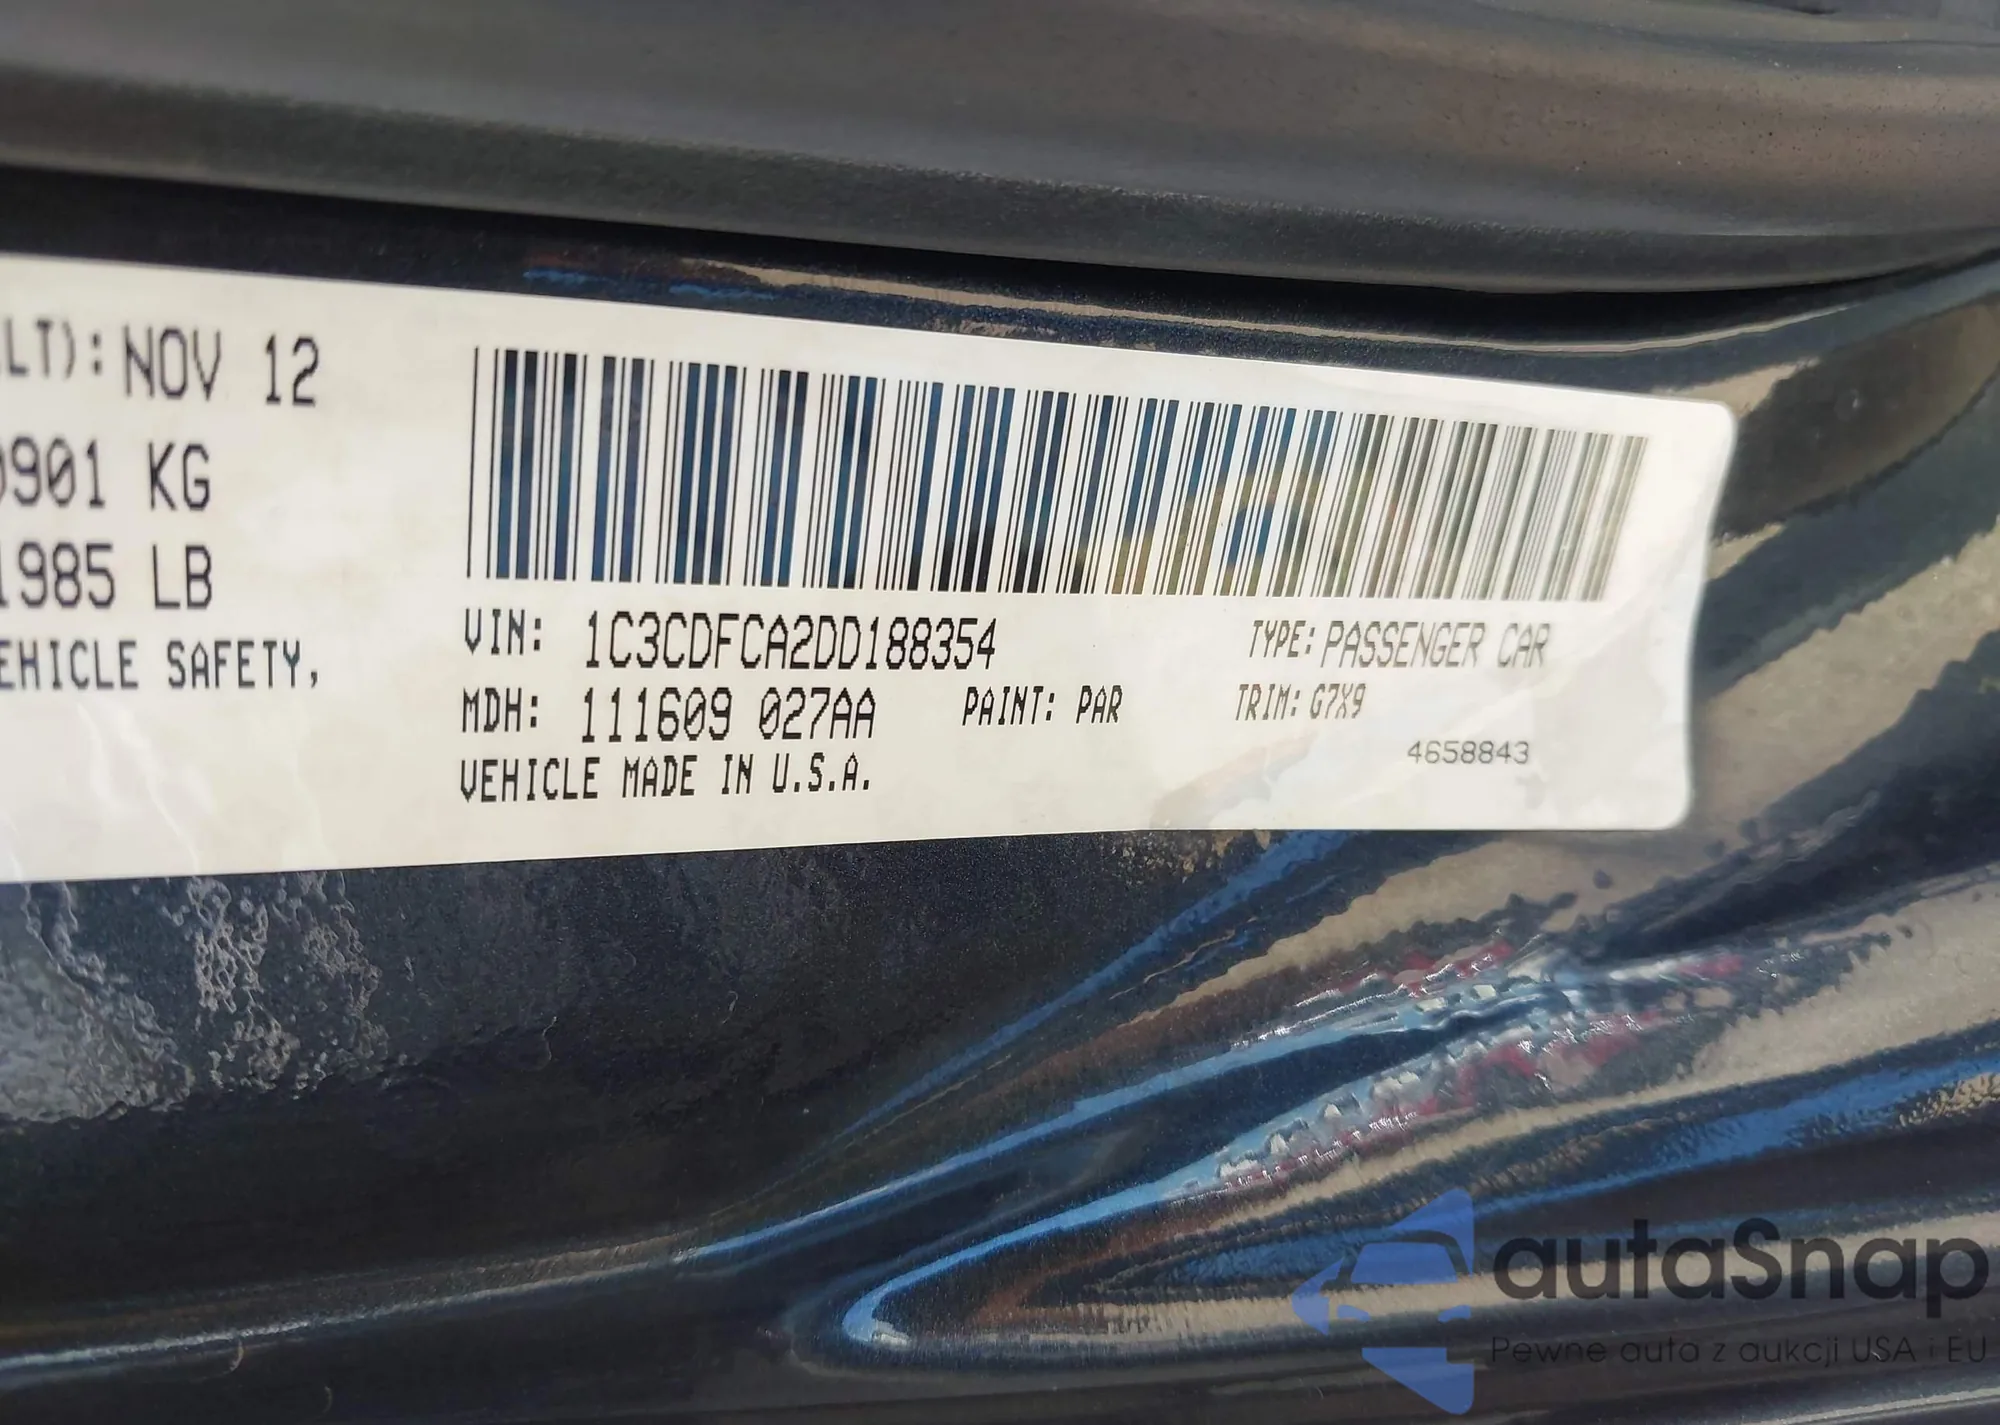 LT): NOV 12
0901 KG
1985 LB
EHICLE SAFETY,
VIN: 1C3CDFCA2DD188354 TYPE: PASSENGER CAR
MDH: 111609 027AA PAINT: PAR TRIM: G7X9
VEHICLE MADE IN U.S.A. 4658843
autaSnap
Pewne auta z aukcji USA i EU